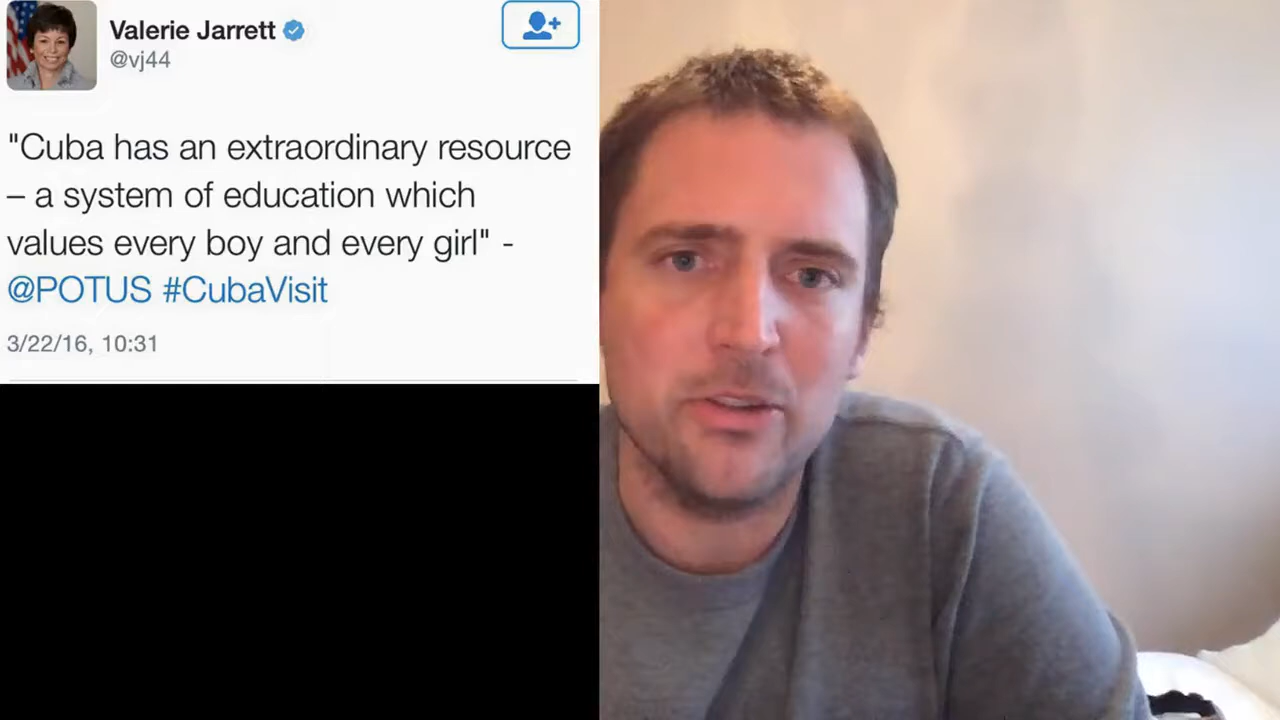 Valerie Jarrett
@vj44
"Cuba has an extraordinary resource
– a system of education which
values every boy and every girl" -
@POTUS #CubaVisit
3/22/16, 10:31